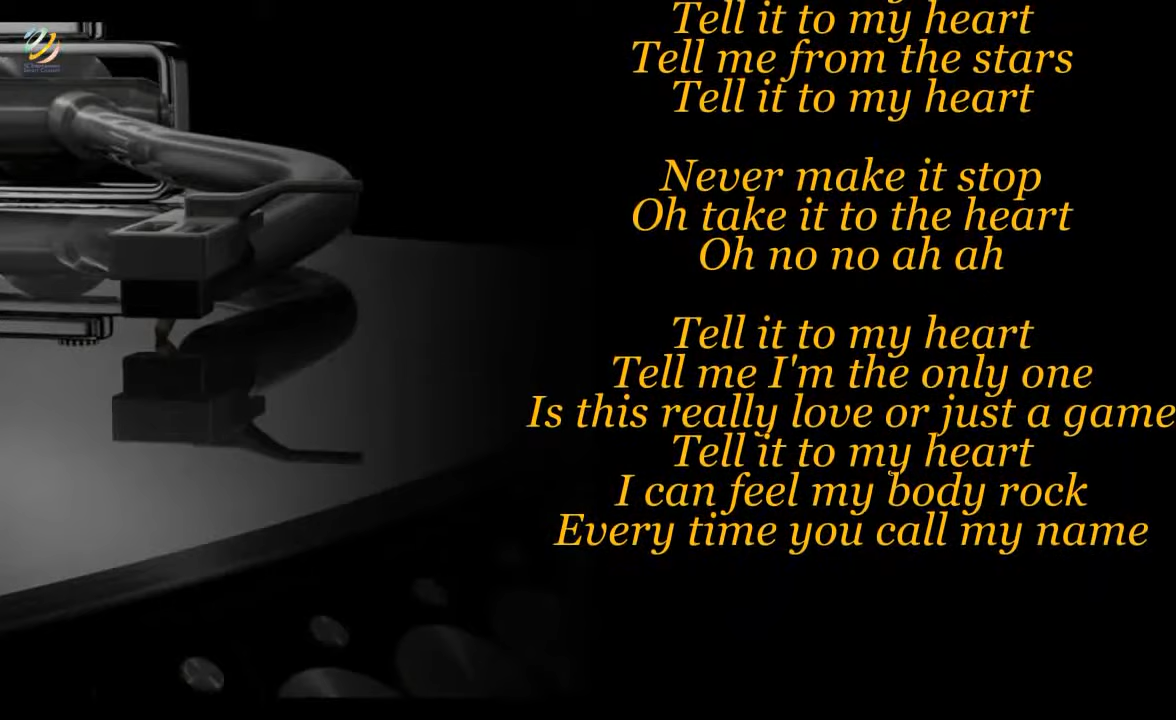 Tell it to my heart
Tell me from the stars
Tell it to my heart
Never make it stop
Oh take it to the heart
Oh no no ah ah
Tell it to my heart
Tell me I'm the only one
Is this really love or just a game
Tell it to my heart
I can feel my body rock
Every time you call my name